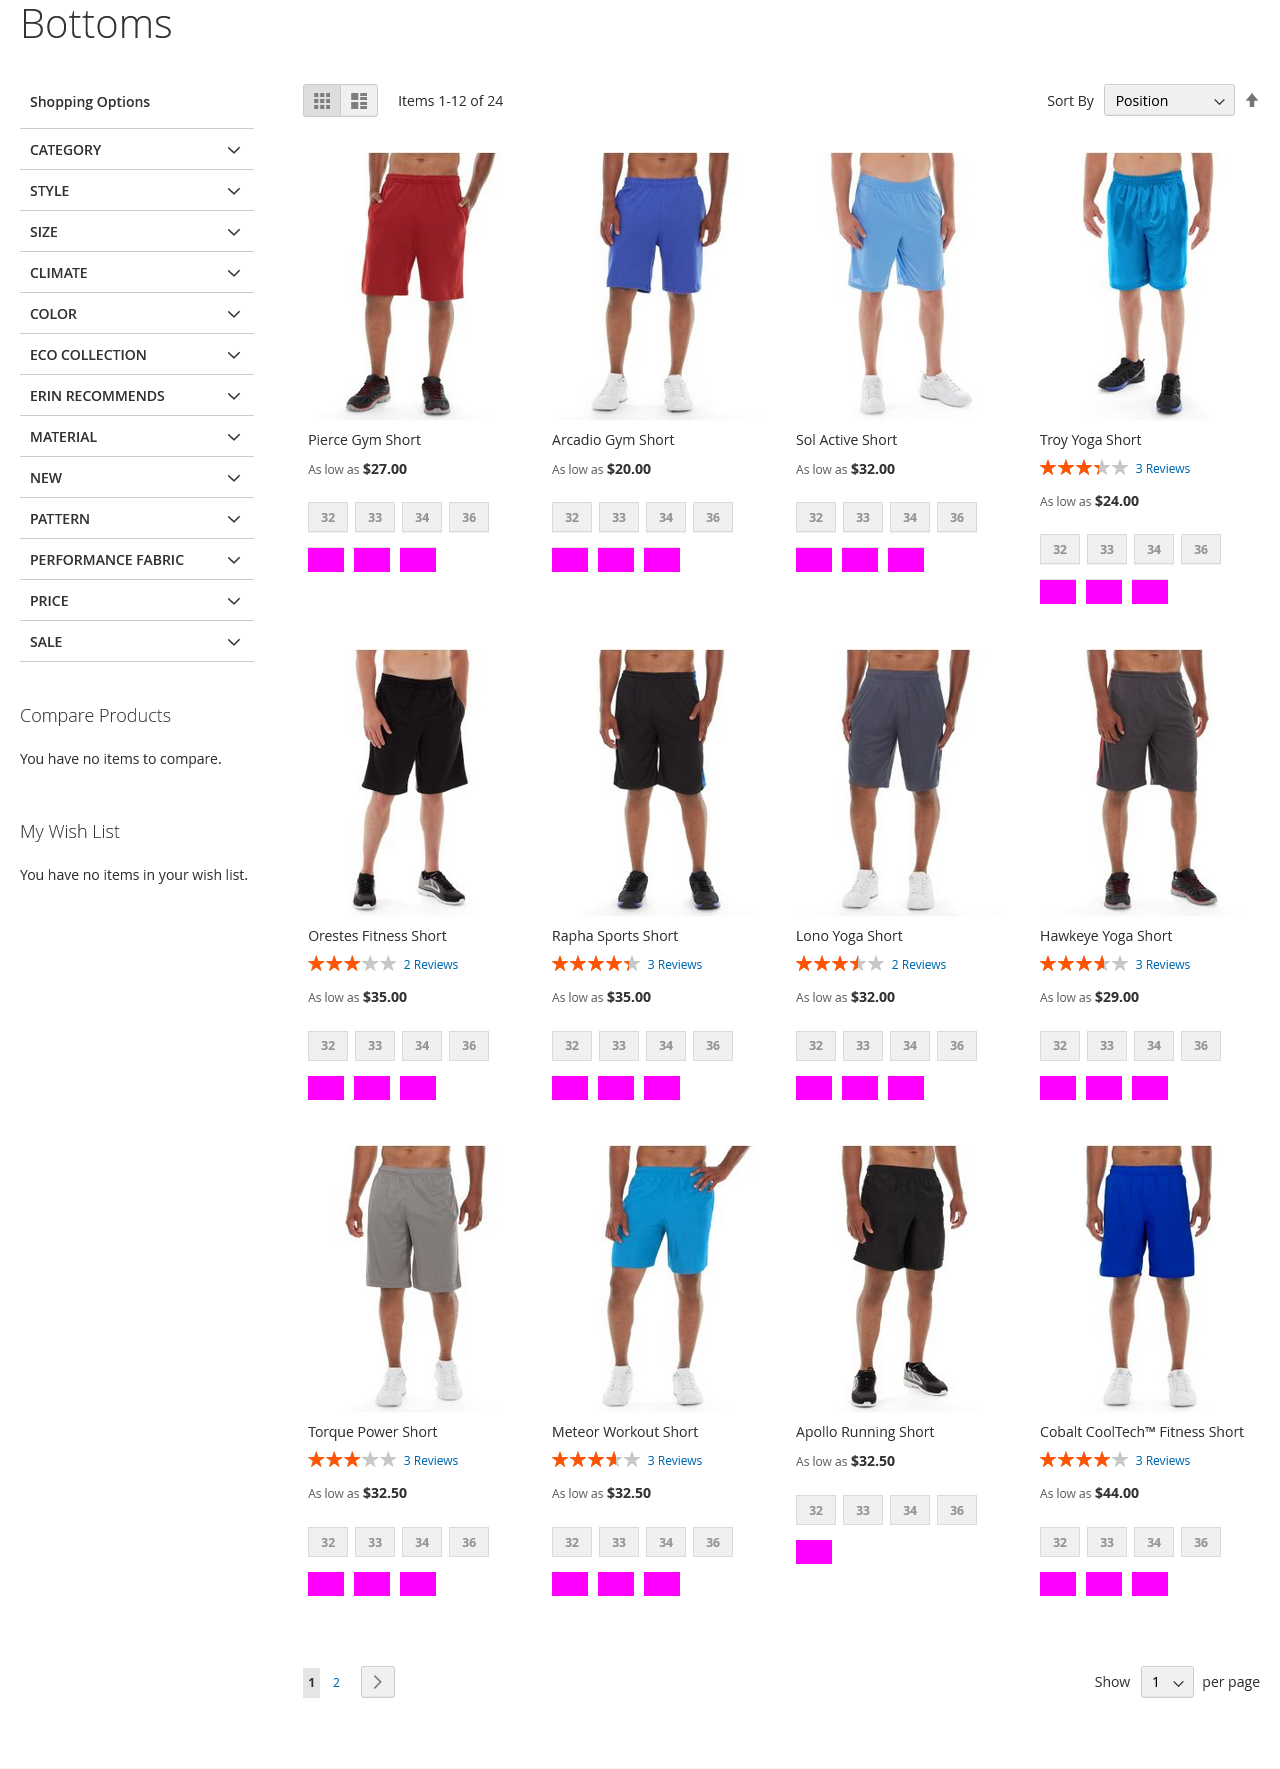 Bottoms
Shopping Options
CATEGORY
STYLE
SIZE
CLIMATE
COLOR
ECO COLLECTION
ERIN RECOMMENDS
MATERIAL
NEW
PATTERN
PERFORMANCE FABRIC
PRICE
SALE
Compare Products
You have no items to compare.
My Wish List
You have no items in your wish list.
Items 1-12 of 24
Sort By Position
Pierce Gym Short
As low as $27.00
32 33 34 36
Arcadio Gym Short
As low as $20.00
32 33 34 36
Sol Active Short
As low as $32.00
32 33 34 36
Troy Yoga Short
3 Reviews
As low as $24.00
32 33 34 36
Orestes Fitness Short
2 Reviews
As low as $35.00
32 33 34 36
Rapha Sports Short
3 Reviews
As low as $35.00
32 33 34 36
Lono Yoga Short
2 Reviews
As low as $32.00
32 33 34 36
Hawkeye Yoga Short
3 Reviews
As low as $29.00
32 33 34 36
Torque Power Short
3 Reviews
As low as $32.50
32 33 34 36
Meteor Workout Short
3 Reviews
As low as $32.50
32 33 34 36
Apollo Running Short
As low as $32.50
32 33 34 36
Cobalt CoolTech™ Fitness Short
3 Reviews
As low as $44.00
32 33 34 36
1 2
Show 1 per page